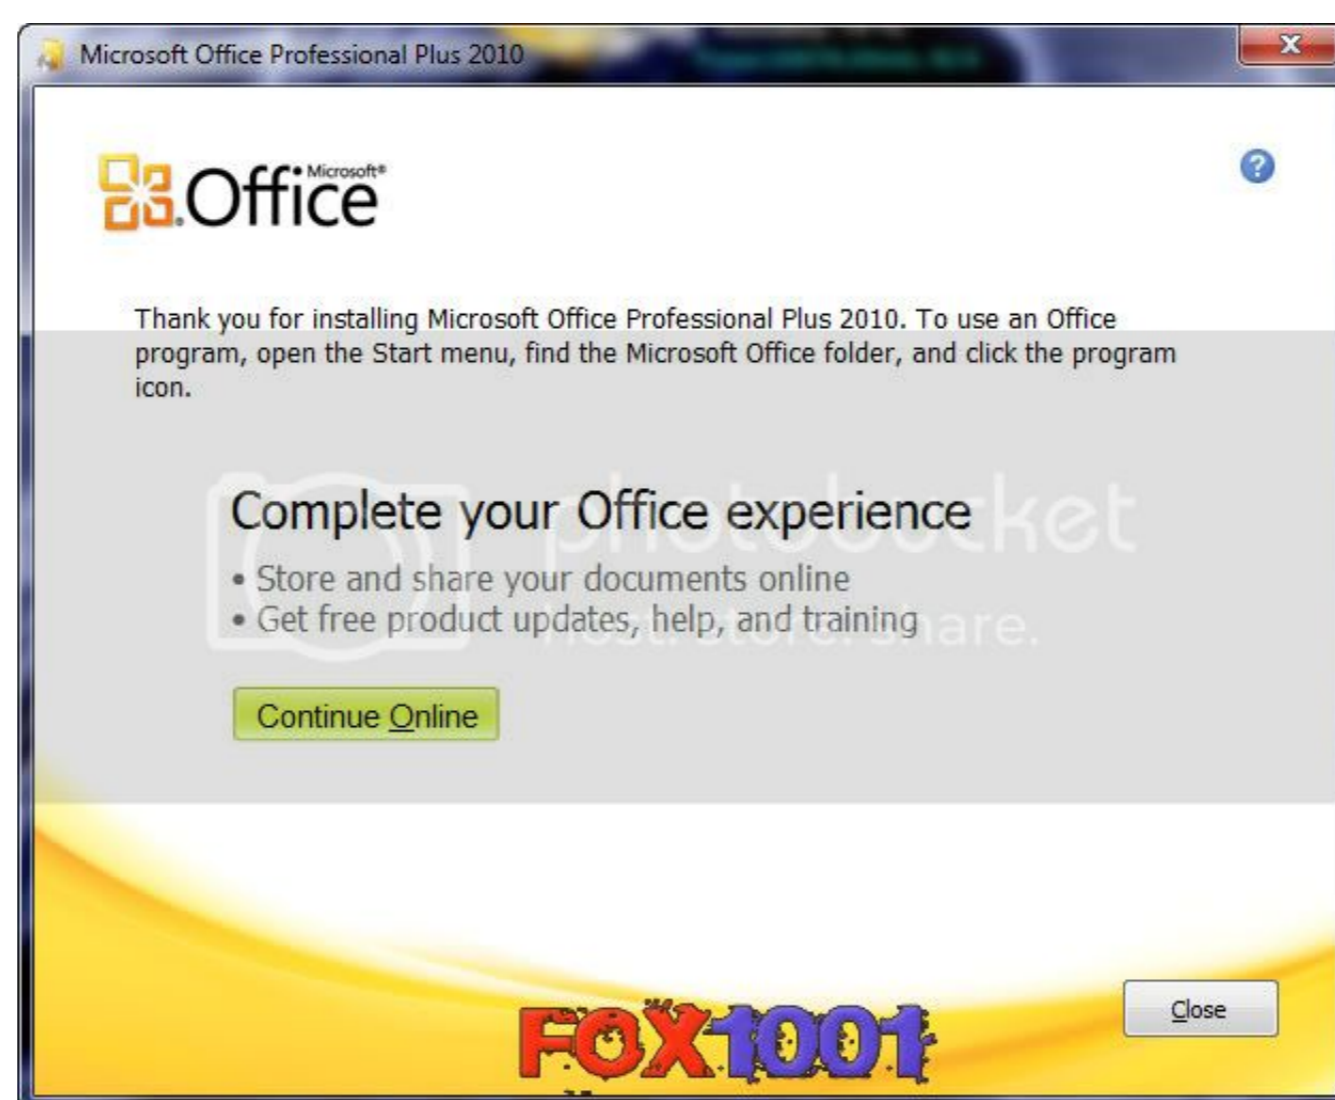 Microsoft Office Professional Plus 2010
x
Microsoft®
Office
?
Thank you for installing Microsoft Office Professional Plus 2010. To use an Office
program, open the Start menu, find the Microsoft Office folder, and click the program
icon.
photobucket
Complete your Office experience
• Store and share your documents online
• Get free product updates, help, and training
host. store. share.
Continue Online
Close
FOX1001